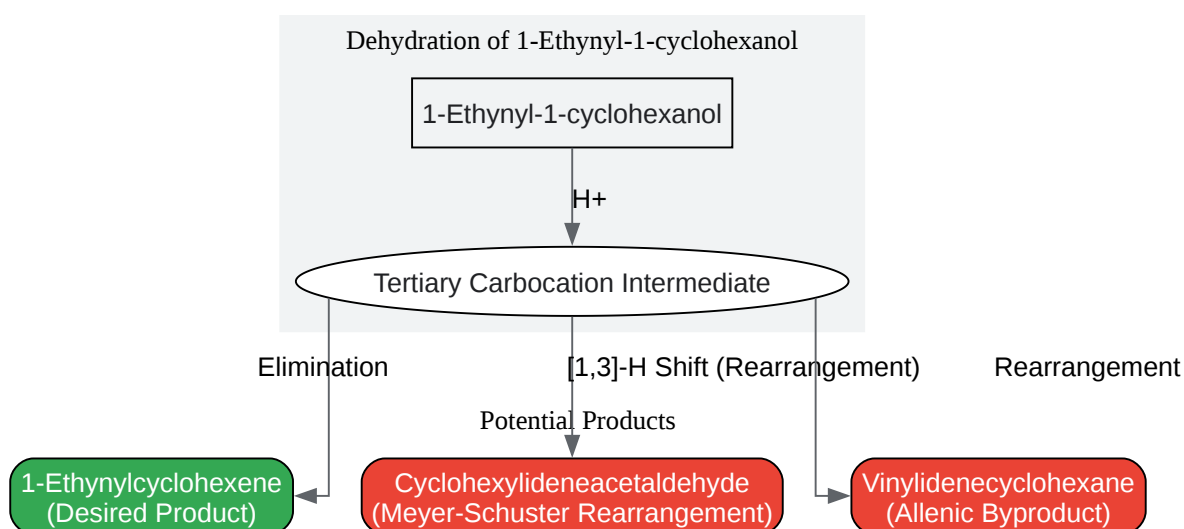 Dehydration of 1-Ethynyl-1-cyclohexanol
1-Ethynyl-1-cyclohexanol
H+
Tertiary Carbocation Intermediate
Elimination
[1,3]-H Shift (Rearrangement)
Rearrangement
Potential Products
1-Ethynylcyclohexene
(Desired Product)
Cyclohexylideneacetaldehyde
(Meyer-Schuster Rearrangement)
Vinylidenecyclohexane
(Allenic Byproduct)